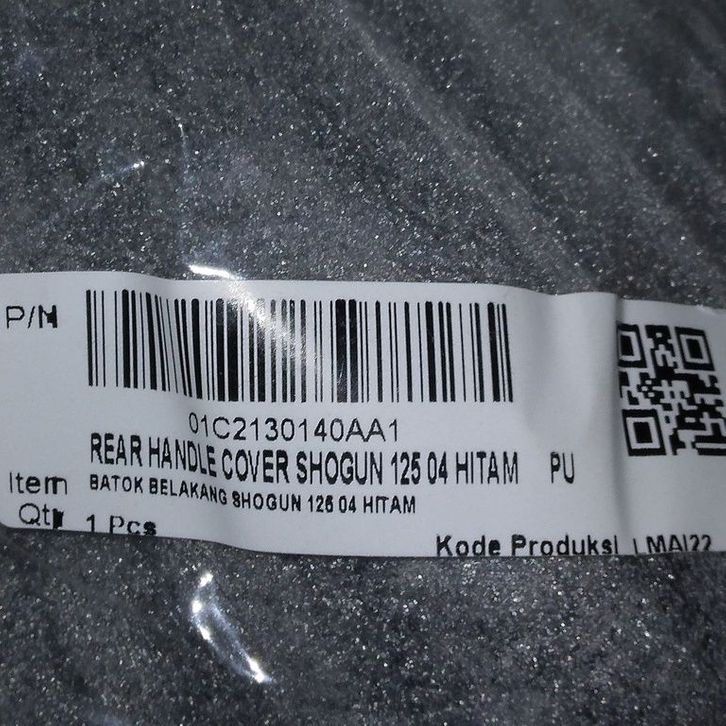 P/N
01C2130140AA1
REAR HANDLE COVER SHOGUN 125 04 HITAM PU
Item BATOK BELAKANG SHOGUN 125 04 HITAM
Qty 1 Pcs
Kode Produksi LMAI22